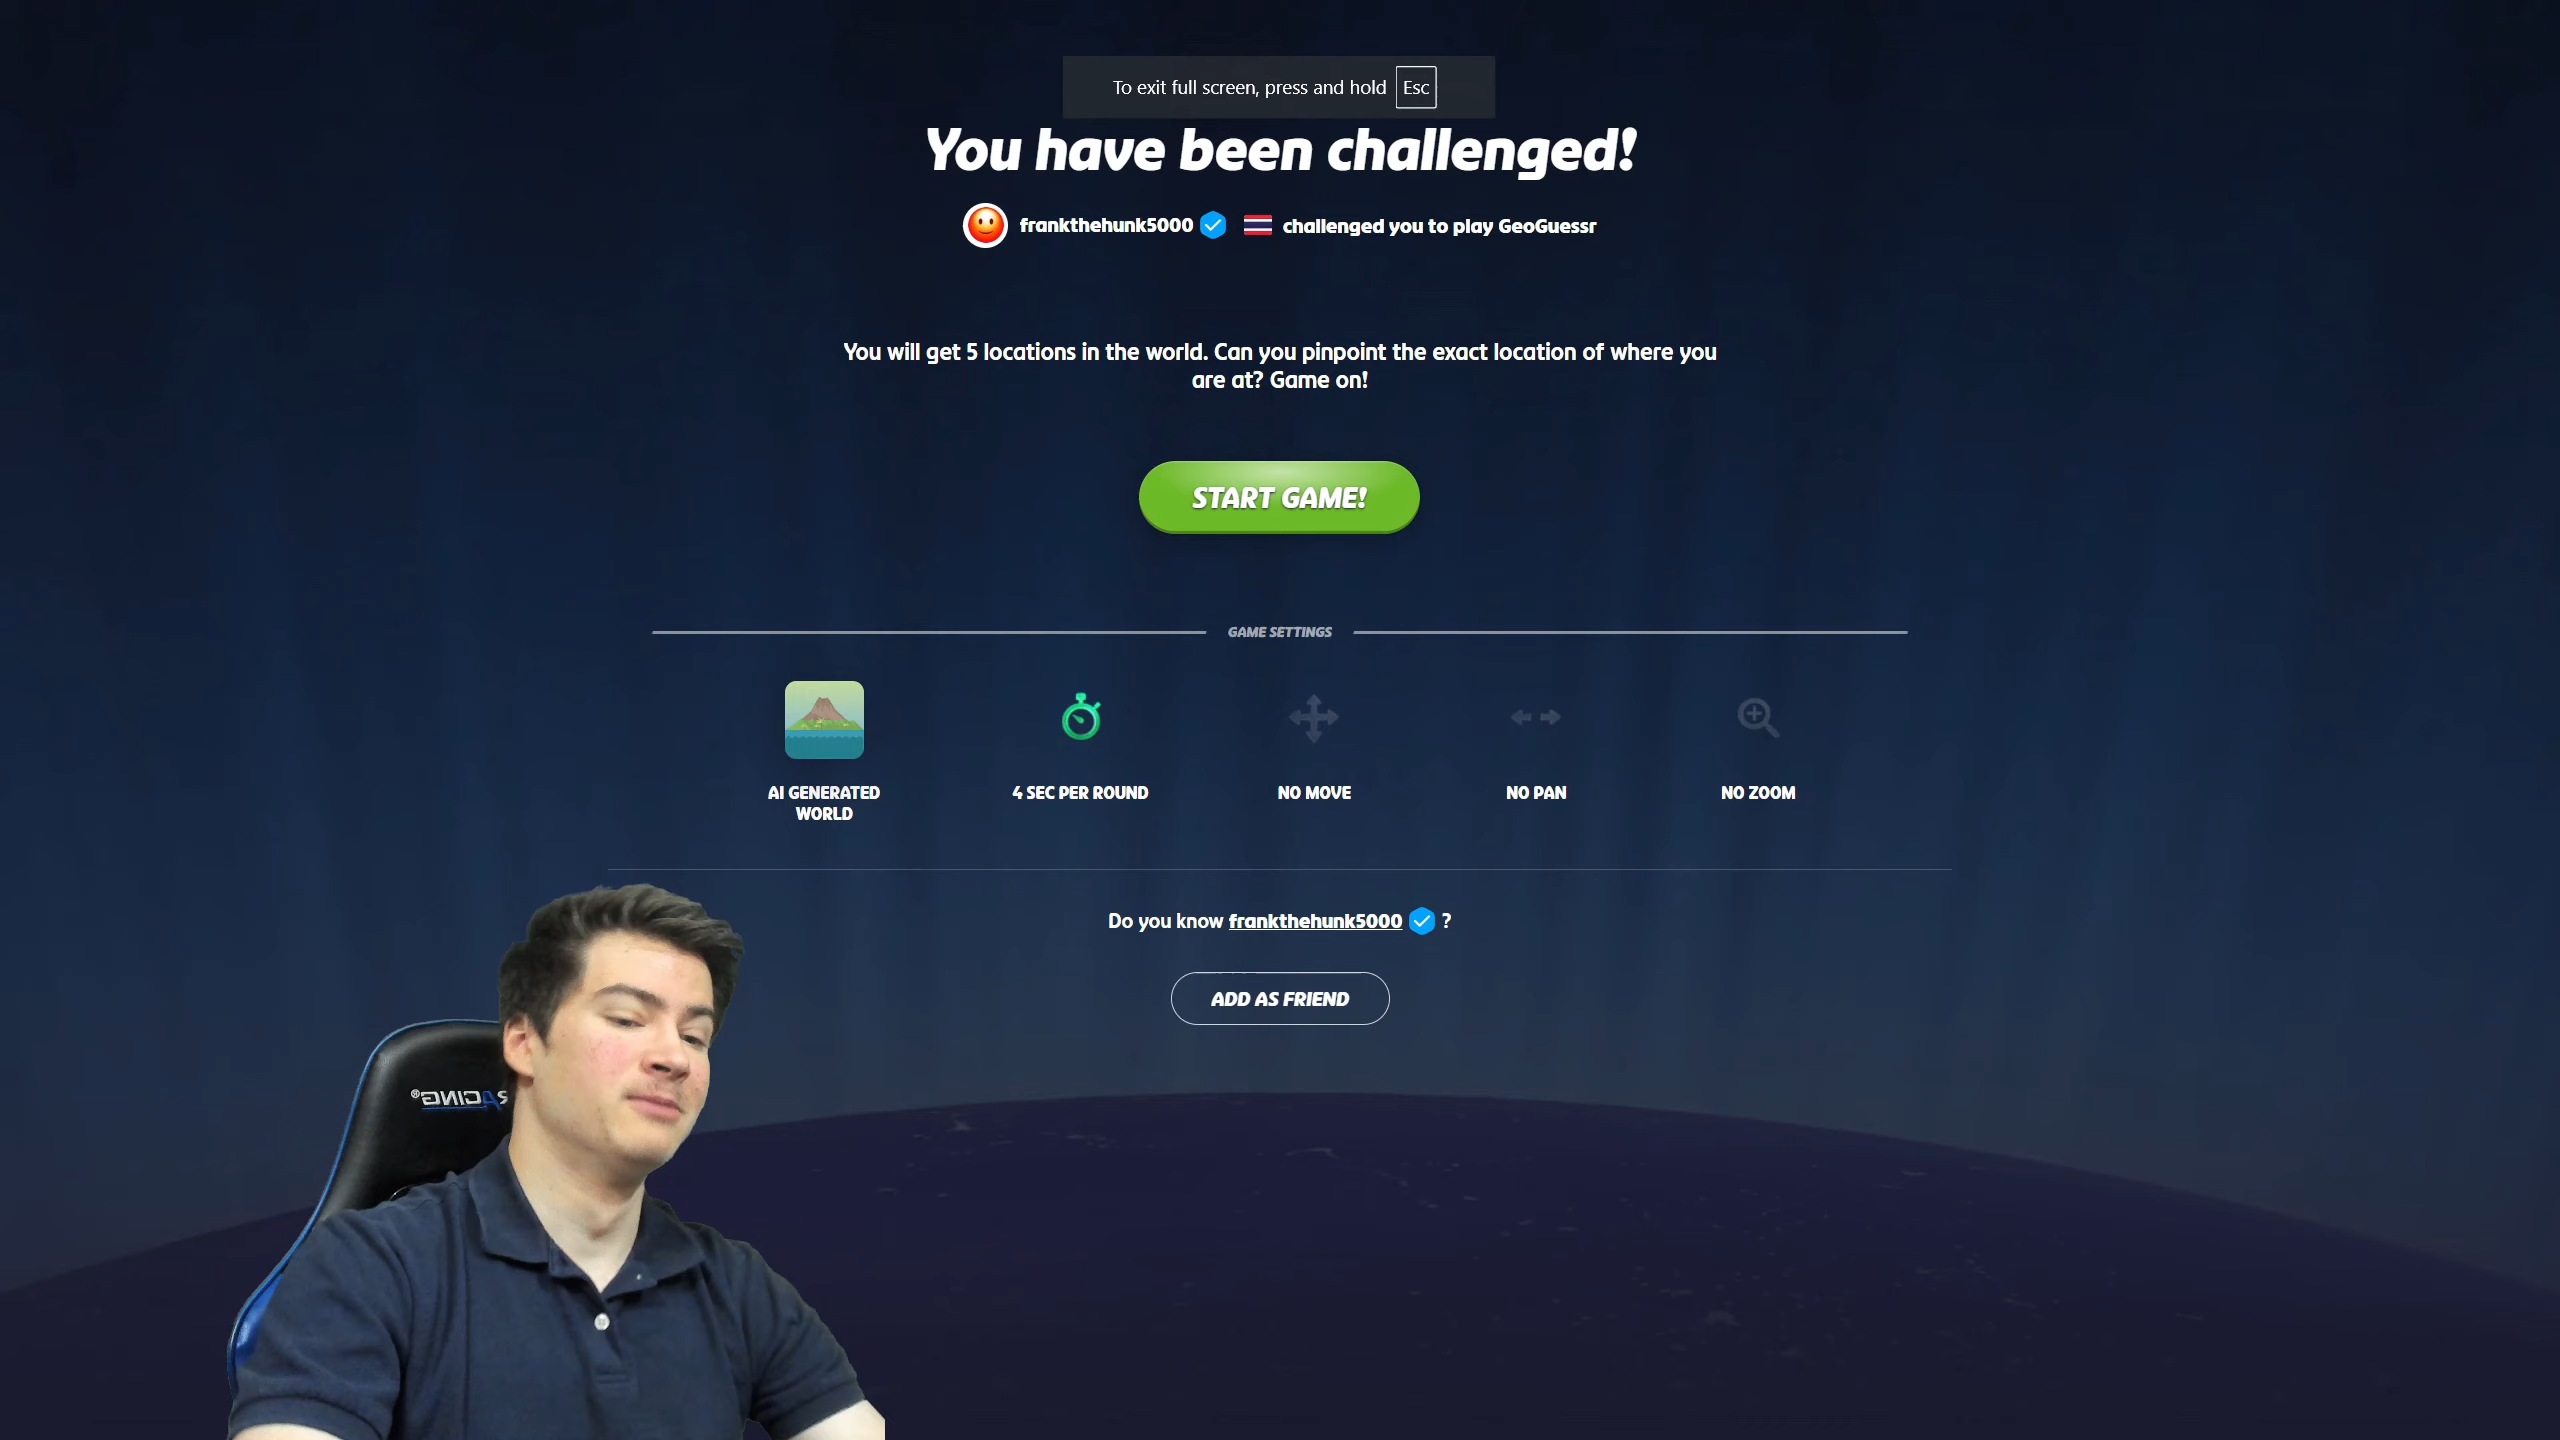 To exit full screen, press and hold Esc
You have been challenged!
frankthehunk5000 challenged you to play GeoGuessr
You will get 5 locations in the world. Can you pinpoint the exact location of where you
are at? Game on!
START GAME!
GAME SETTINGS
AI GENERATED
WORLD
4 SEC PER ROUND
NO MOVE
NO PAN
NO ZOOM
Do you know frankthehunk5000 ?
ADD AS FRIEND
RACING®